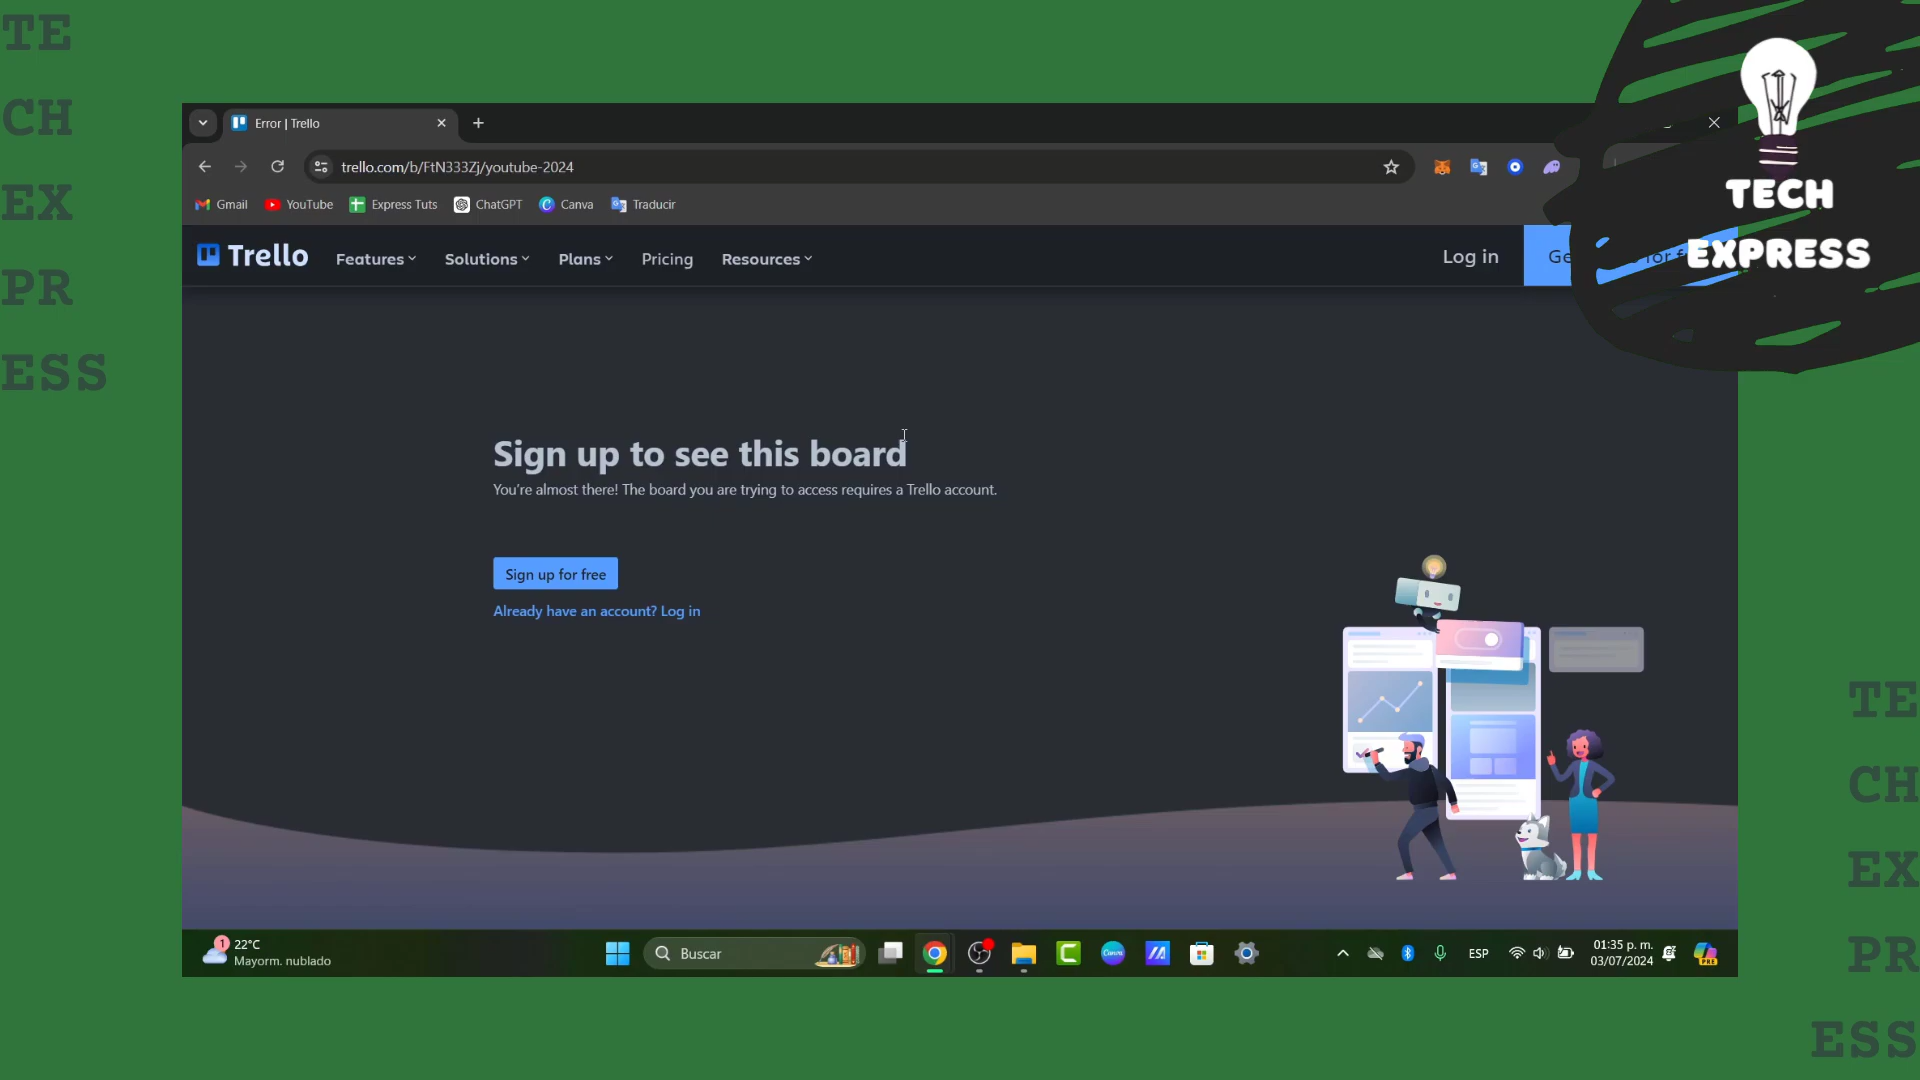 TE
CH
EX
PR
ESS
Error | Trello
trello.com/b/FtN333Zj/youtube-2024
Gmail
YouTube
Express Tuts
ChatGPT
Canva
Traducir
TECH
EXPRESS
Trello
Features
Solutions
Plans
Pricing
Resources
Log in
Sign up to see this board
You're almost there! The board you are trying to access requires a Trello account.
Sign up for free
Already have an account? Log in
1
22°C
Mayorm. nublado
Buscar
Canva
ESP
01:35 p. m.
03/07/2024
PRE
TE
CH
EX
PR
ESS